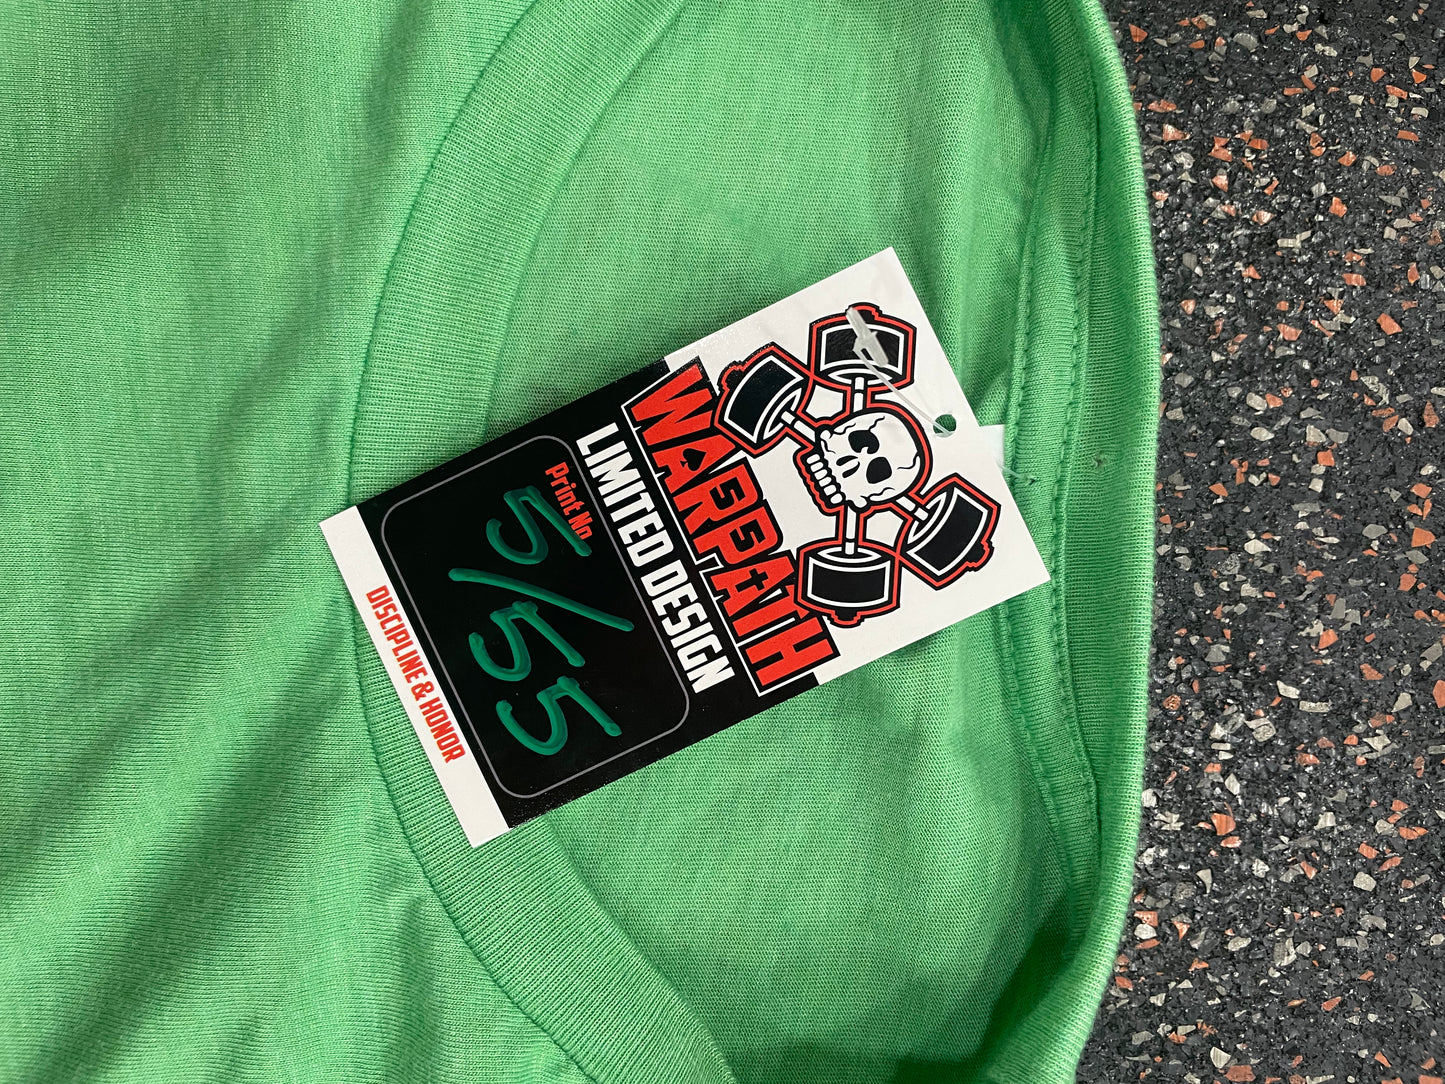 WARPATH
LIMITED DESIGN
Print No
5/55
DISCIPLINE & HONOR